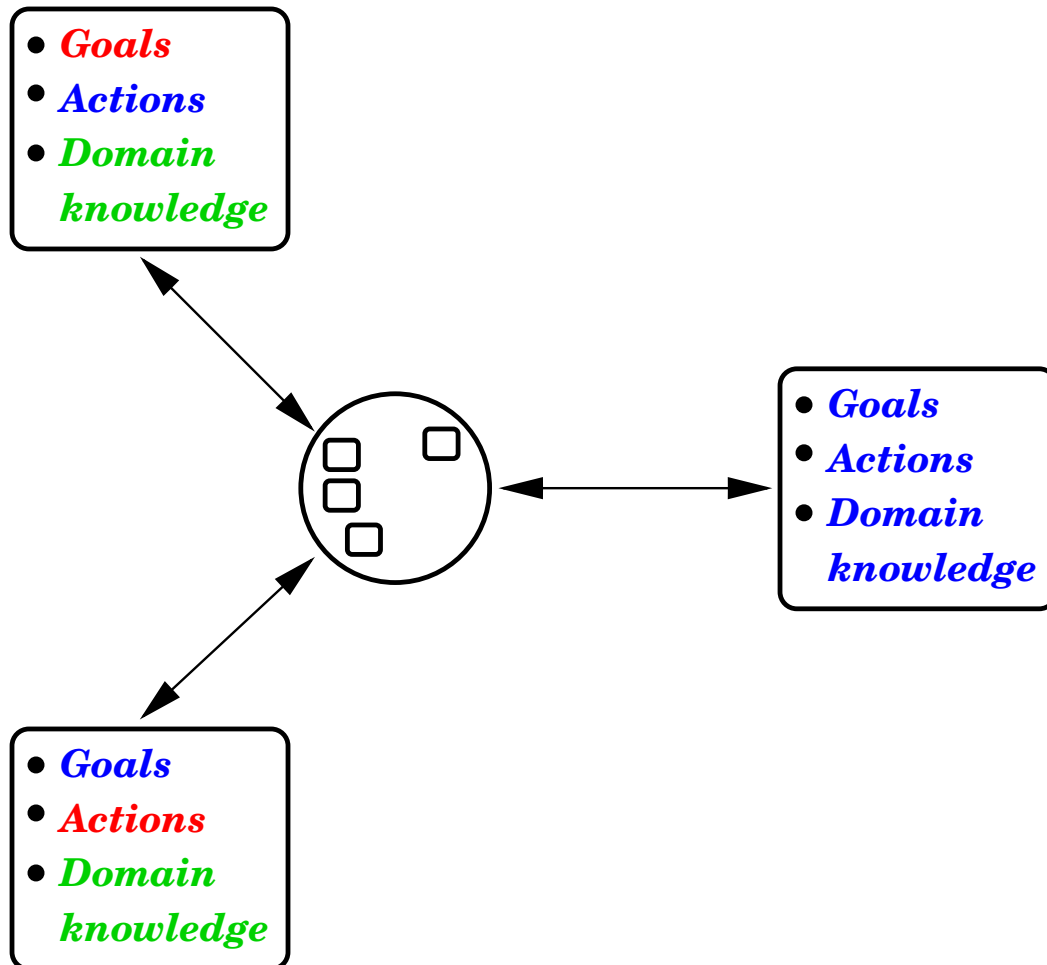 • Goals
• Actions
• Domain
knowledge
• Goals
• Actions
• Domain
knowledge
• Goals
• Actions
• Domain
knowledge